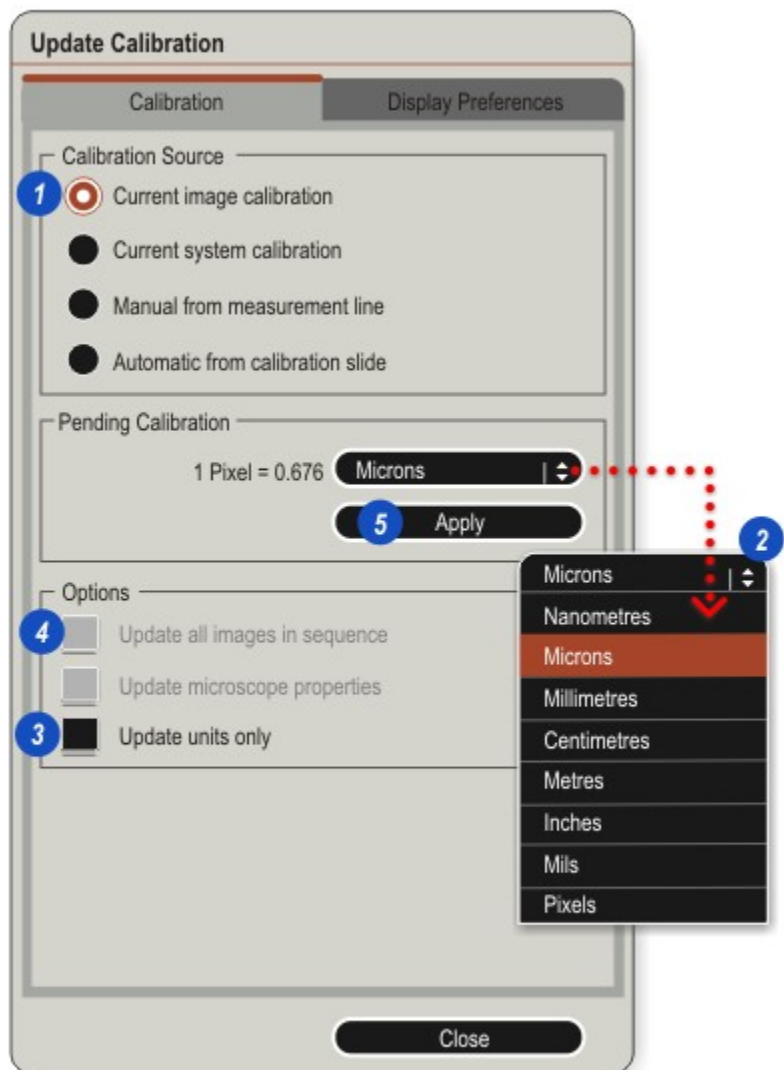 Update Calibration
Calibration Display Preferences
Calibration Source
1 Current image calibration
Current system calibration
Manual from measurement line
Automatic from calibration slide
Pending Calibration
1 Pixel = 0.676 Microns
5 Apply
2
Microns
Nanometres
Microns
Millimetres
Centimetres
Metres
Inches
Mils
Pixels
Options
4 Update all images in sequence
Update microscope properties
3 Update units only
Close